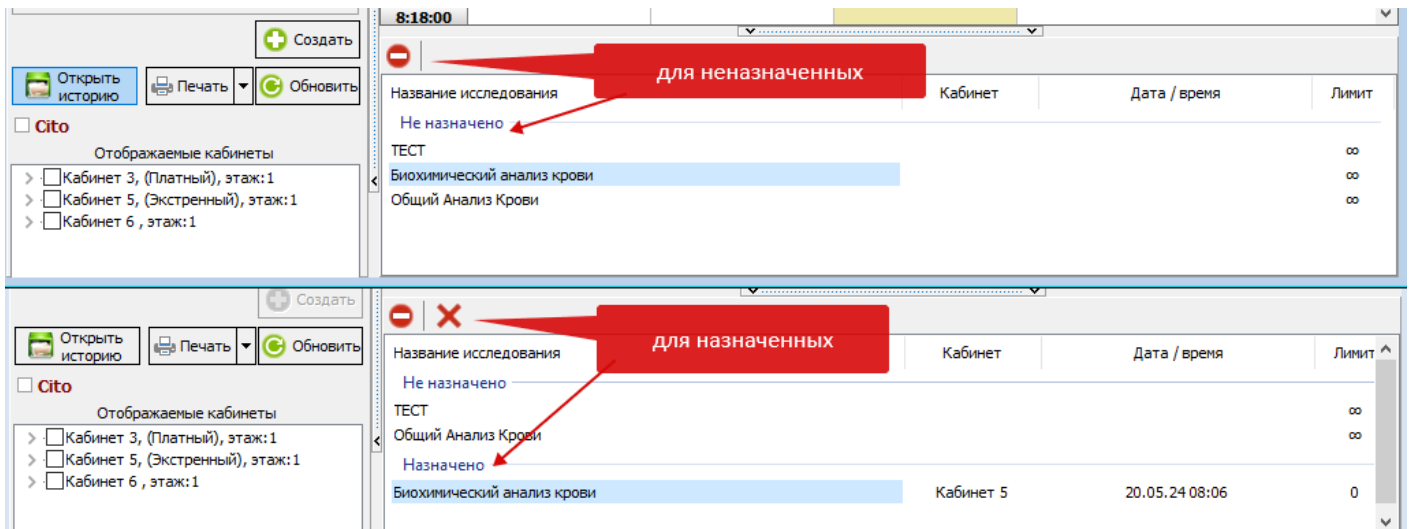 8:18:00
Создать
для неназначенных
Открыть
историю
Печать
Обновить
Название исследования Кабинет Дата / время Лимит
Cito
Не назначено
Отображаемые кабинеты
ТЕСТ ∞
Кабинет 3, (Платный), этаж:1
Биохимический анализ крови ∞
Кабинет 5, (Экстренный), этаж:1
Общий Анализ Крови ∞
Кабинет 6 , этаж:1
Создать
для назначенных
Открыть
историю
Печать
Обновить
Название исследования Кабинет Дата / время Лимит
Cito
Не назначено
Отображаемые кабинеты
ТЕСТ ∞
Кабинет 3, (Платный), этаж:1
Общий Анализ Крови ∞
Кабинет 5, (Экстренный), этаж:1
Назначено
Кабинет 6 , этаж:1
Биохимический анализ крови Кабинет 5 20.05.24 08:06 0